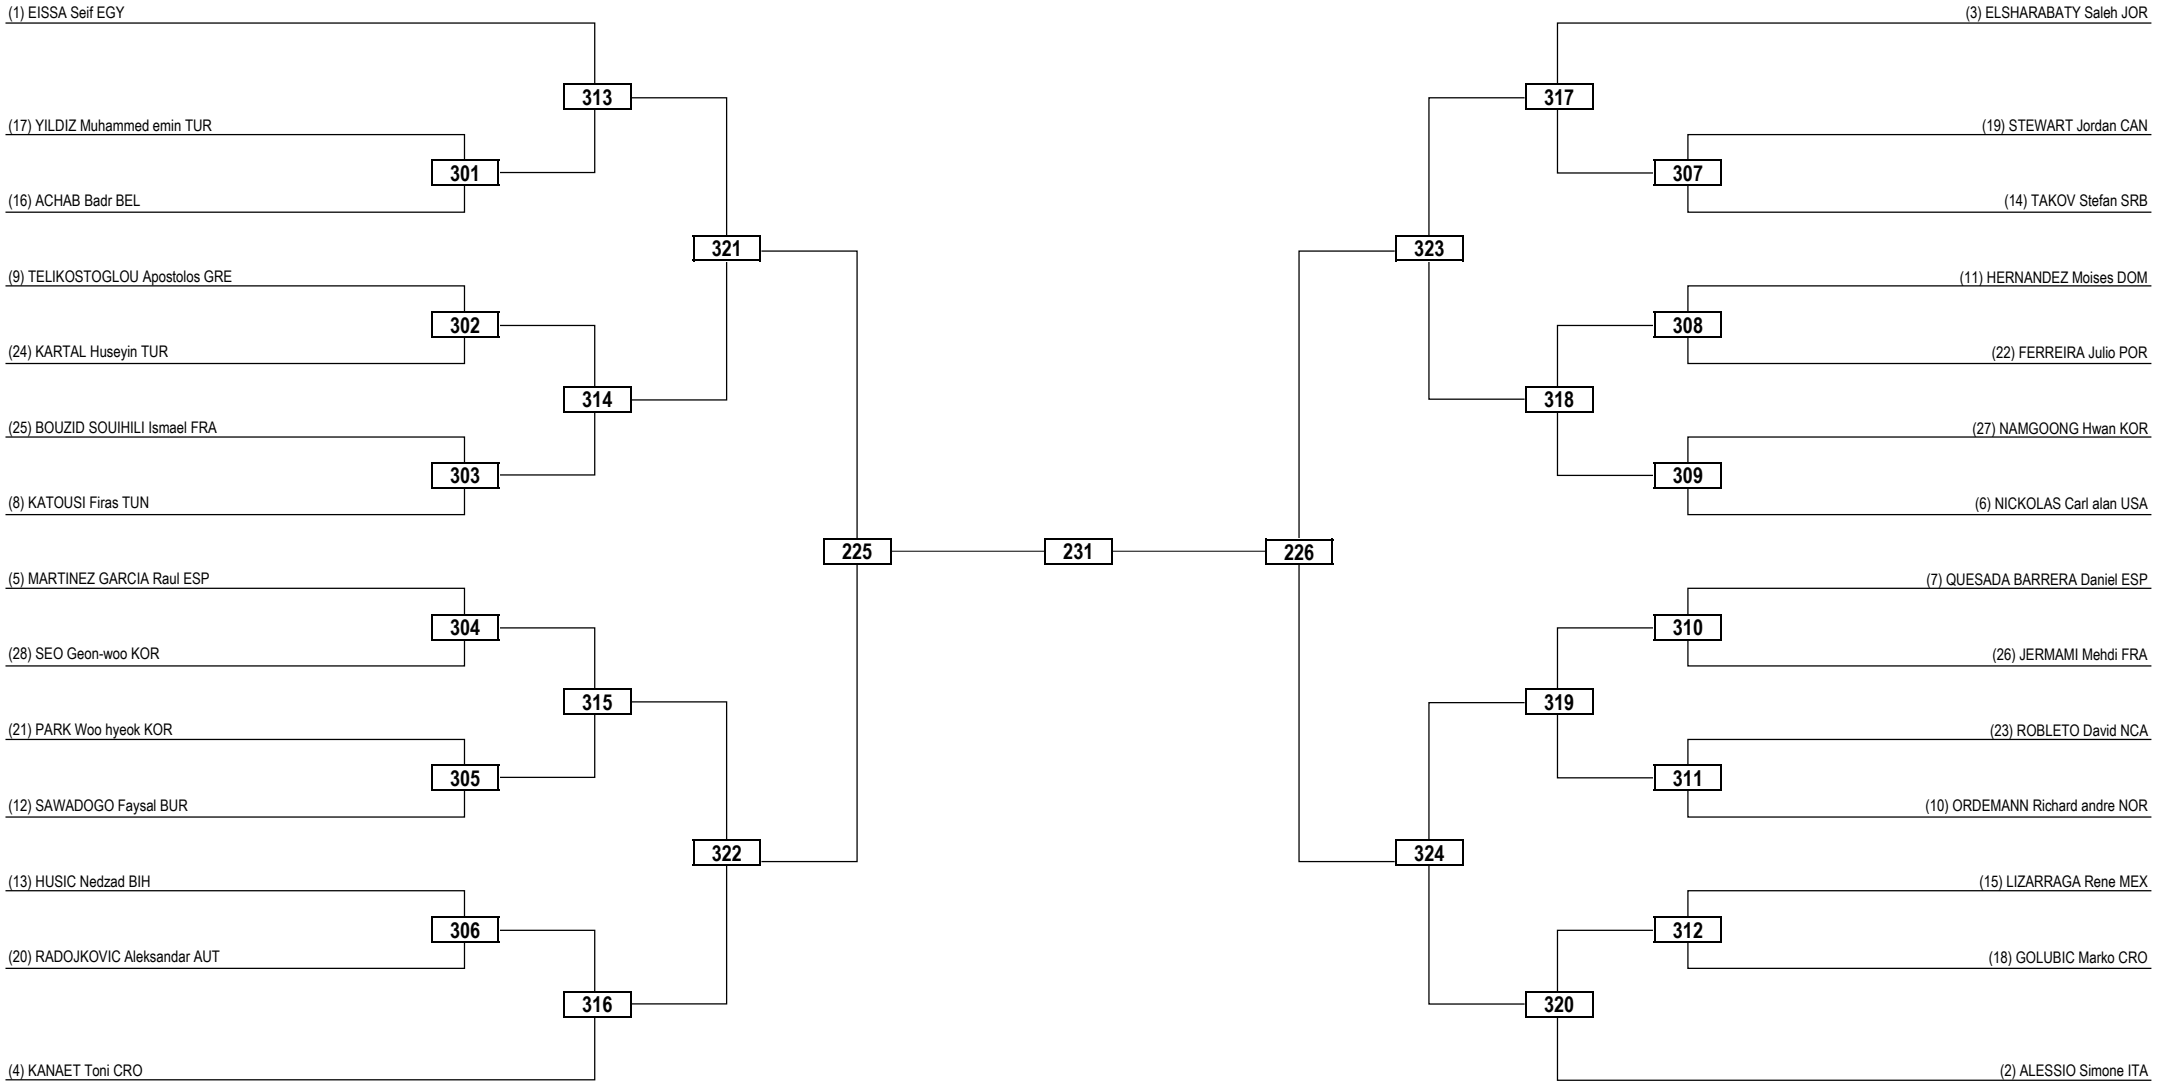 (1) EISSA Seif EGY
(3) ELSHARABATY Saleh JOR
313
317
(17) YILDIZ Muhammed emin TUR
(19) STEWART Jordan CAN
301
307
(16) ACHAB Badr BEL
(14) TAKOV Stefan SRB
321
323
(9) TELIKOSTOGLOU Apostolos GRE
(11) HERNANDEZ Moises DOM
302
308
(24) KARTAL Huseyin TUR
(22) FERREIRA Julio POR
314
318
(25) BOUZID SOUIHILI Ismael FRA
(27) NAMGOONG Hwan KOR
303
309
(8) KATOUSI Firas TUN
(6) NICKOLAS Carl alan USA
225
231
226
(5) MARTINEZ GARCIA Raul ESP
(7) QUESADA BARRERA Daniel ESP
304
310
(28) SEO Geon-woo KOR
(26) JERMAMI Mehdi FRA
315
319
(21) PARK Woo hyeok KOR
(23) ROBLETO David NCA
305
311
(12) SAWADOGO Faysal BUR
(10) ORDEMANN Richard andre NOR
322
324
(13) HUSIC Nedzad BIH
(15) LIZARRAGA Rene MEX
306
312
(20) RADOJKOVIC Aleksandar AUT
(18) GOLUBIC Marko CRO
316
320
(4) KANAET Toni CRO
(2) ALESSIO Simone ITA